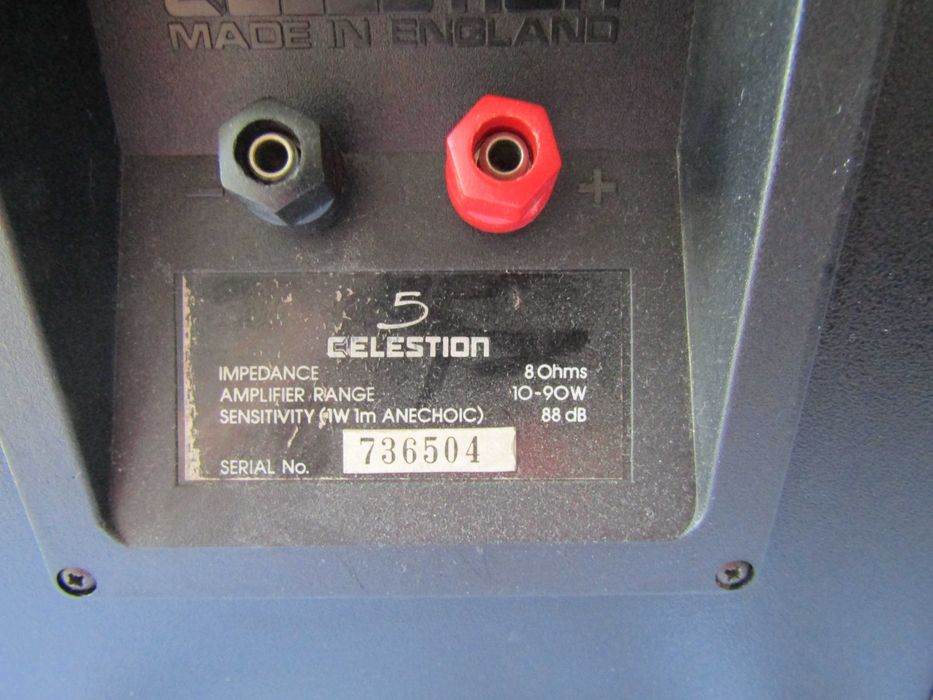 CELESTION
MADE IN ENGLAND
- +
5
CELESTION
IMPEDANCE 8 Ohms
AMPLIFIER RANGE 10-90W
SENSITIVITY (1W 1m ANECHOIC) 88 dB
SERIAL No. 736504